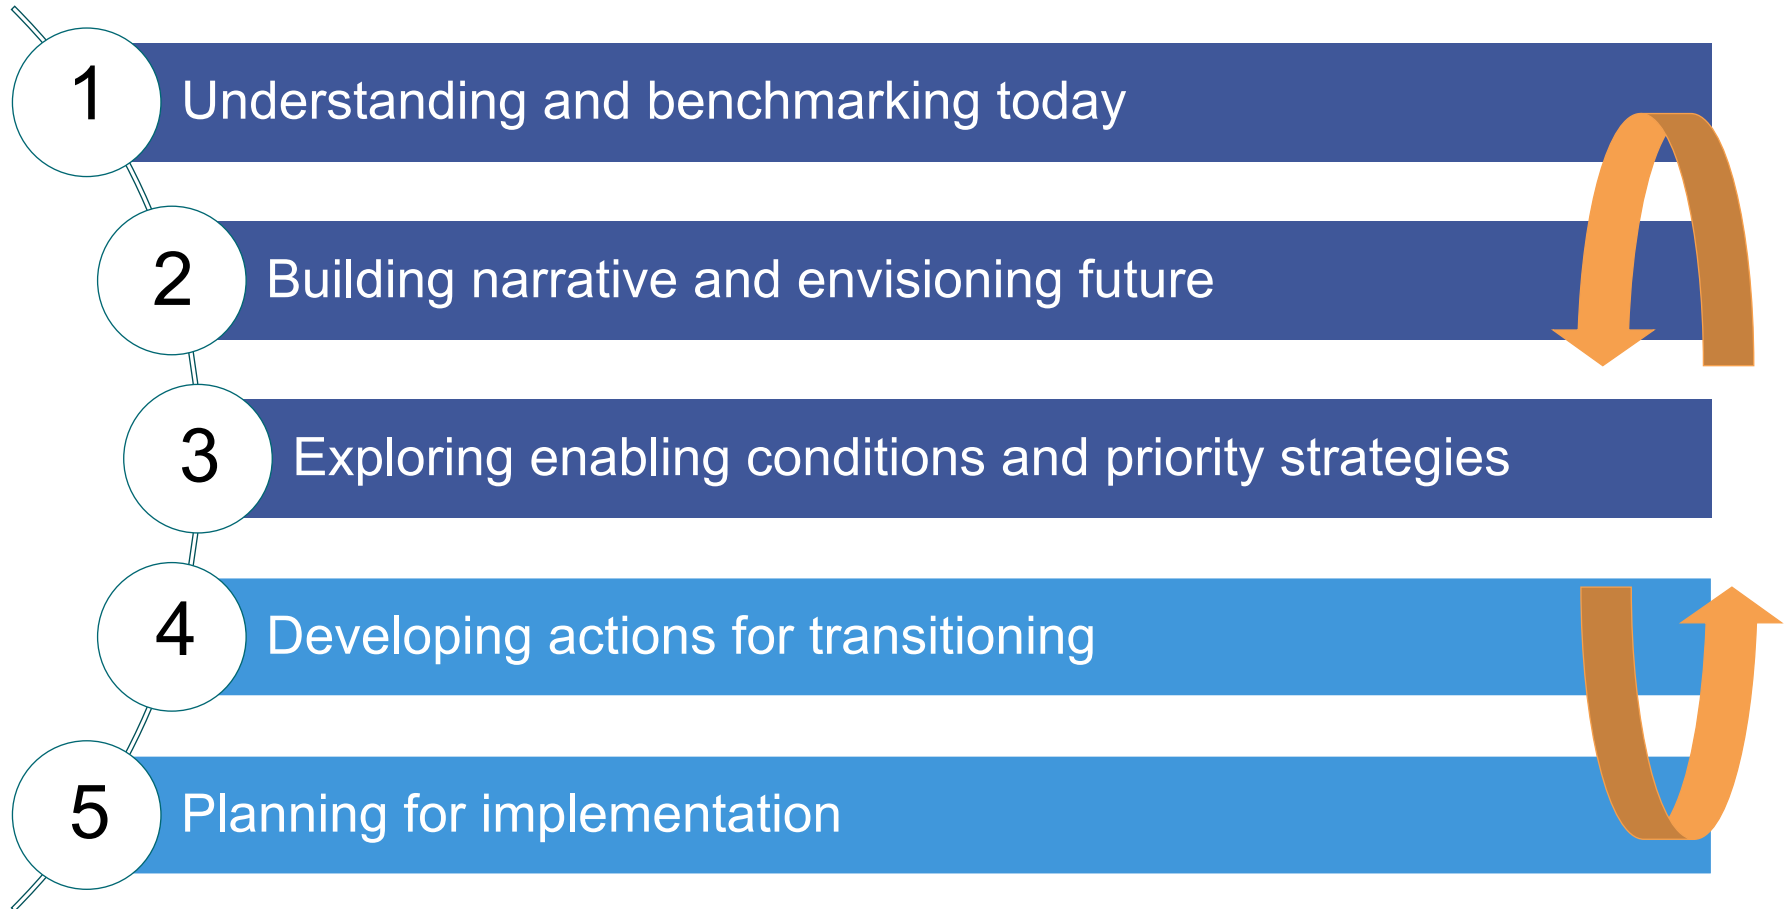 1
Understanding and benchmarking today
2
Building narrative and envisioning future
3
Exploring enabling conditions and priority strategies
4
Developing actions for transitioning
5
Planning for implementation